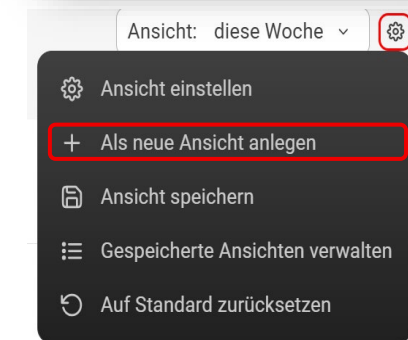 Ansicht: diese Woche
Ansicht einstellen
Als neue Ansicht anlegen
Ansicht speichern
Gespeicherte Ansichten verwalten
Auf Standard zurücksetzen